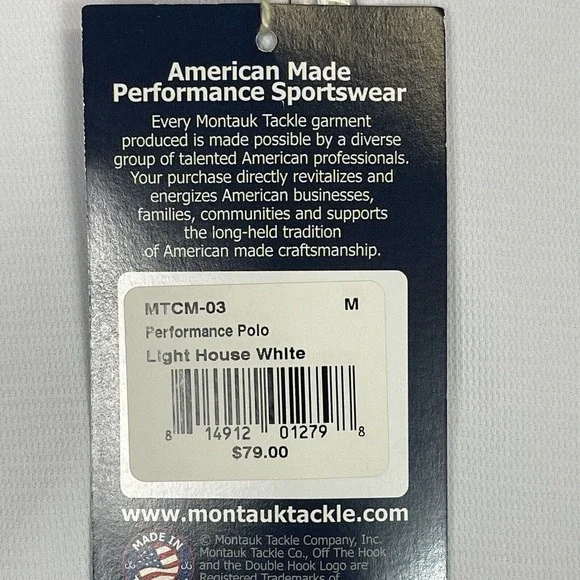 American Made
Performance Sportswear
Every Montauk Tackle garment
produced is made possible by a diverse
group of talented American professionals.
Your purchase directly revitalizes and
energizes American businesses,
families, communities and supports
the long-held tradition
of American made craftsmanship.
MTCM-03 M
Performance Polo
Light House White
8 14912 01279 8
$79.00
www.montauktackle.com
MADE IN
© Montauk Tackle Company, Inc.
Montauk Tackle Co., Off The Hook
and the Double Hook Logo are
Registered Trademarks of